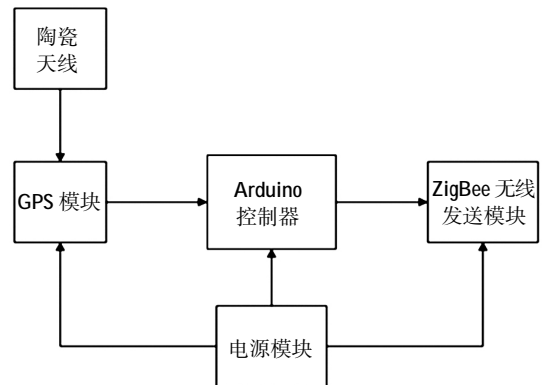 陶瓷
天线
GPS 模块
Arduino
控制器
ZigBee 无线
发送模块
电源模块